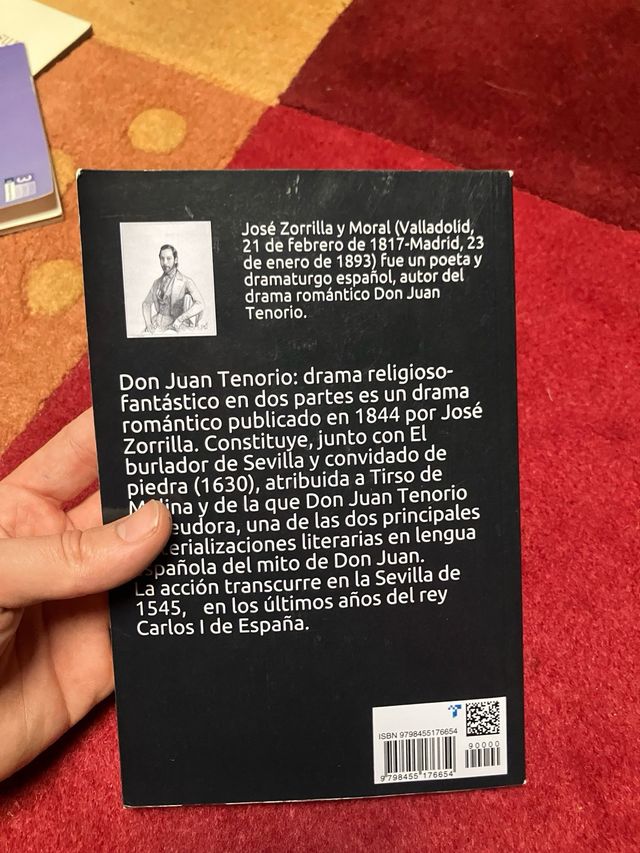 José Zorrilla y Moral (Valladolid,
21 de febrero de 1817-Madrid, 23
de enero de 1893) fue un poeta y
dramaturgo español, autor del
drama romántico Don Juan
Tenorio.
Don Juan Tenorio: drama religioso-
fantástico en dos partes es un drama
romántico publicado en 1844 por José
Zorrilla. Constituye, junto con El
burlador de Sevilla y convidado de
piedra (1630), atribuida a Tirso de
y de la que Don Juan Tenorio
una de las dos principales
literarias en lengua
del mito de Don Juan.
La acción transcurre en la Sevilla de
1545, en los últimos años del rey
Carlos I de España.
ISBN 9798455176654
90000
9 798455 176654